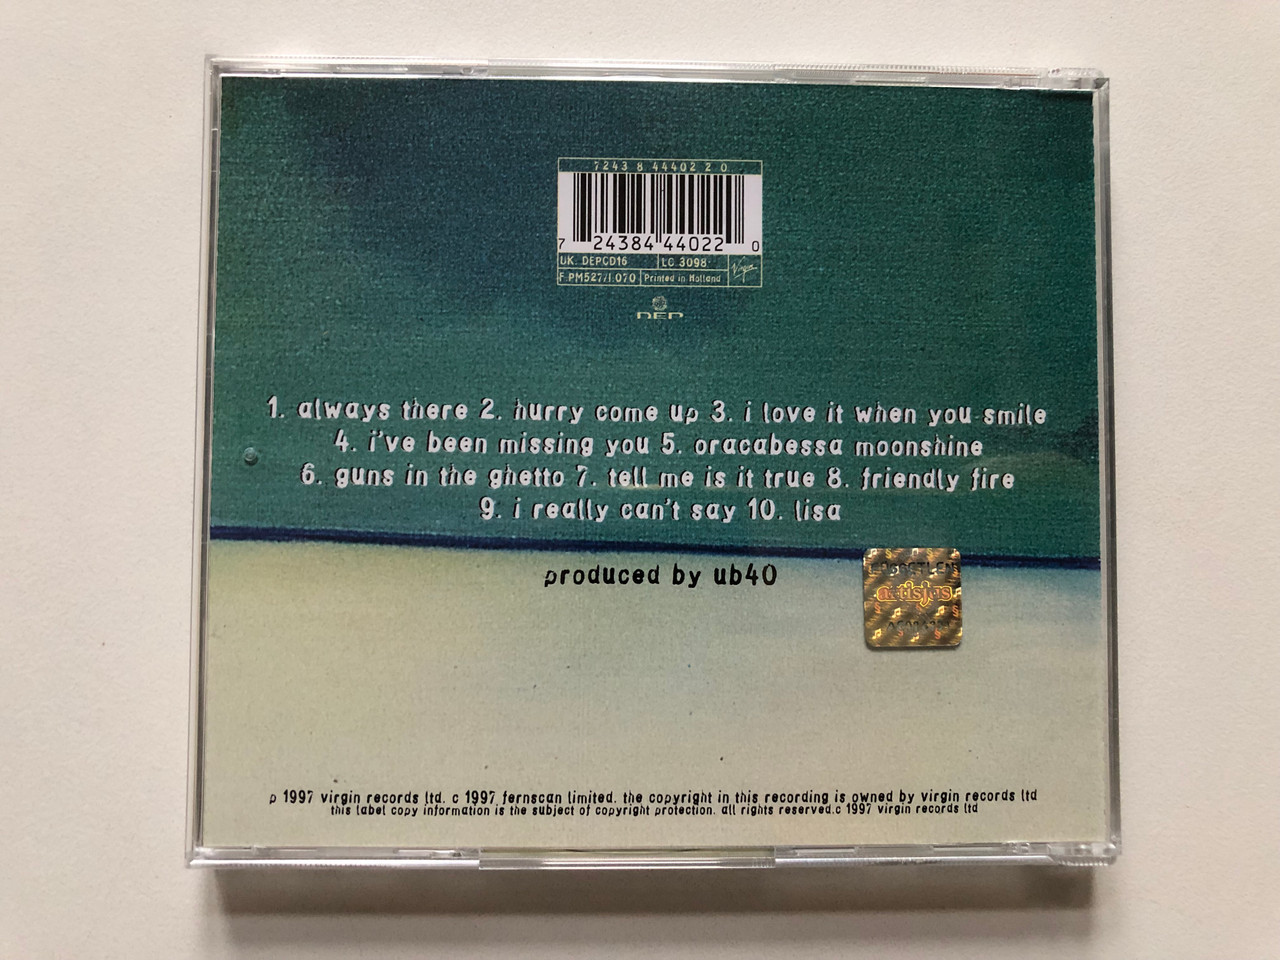 7243 8 44402 2 0
7 24384 44022 0
UK. DEPCD16 LC 3098
F PM527/1.070 Printed in Holland Virgin
DEP
1. always there 2. hurry come up 3. i love it when you smile
4. i've been missing you 5. oracabessa moonshine
6. guns in the ghetto 7. tell me is it true 8. friendly fire
9. i really can't say 10. lisa
produced by ub40
artisjus
p 1997 virgin records ltd. c 1997 fernscan limited. the copyright in this recording is owned by virgin records ltd
this label copy information is the subject of copyright protection. all rights reserved.c 1997 virgin records ltd